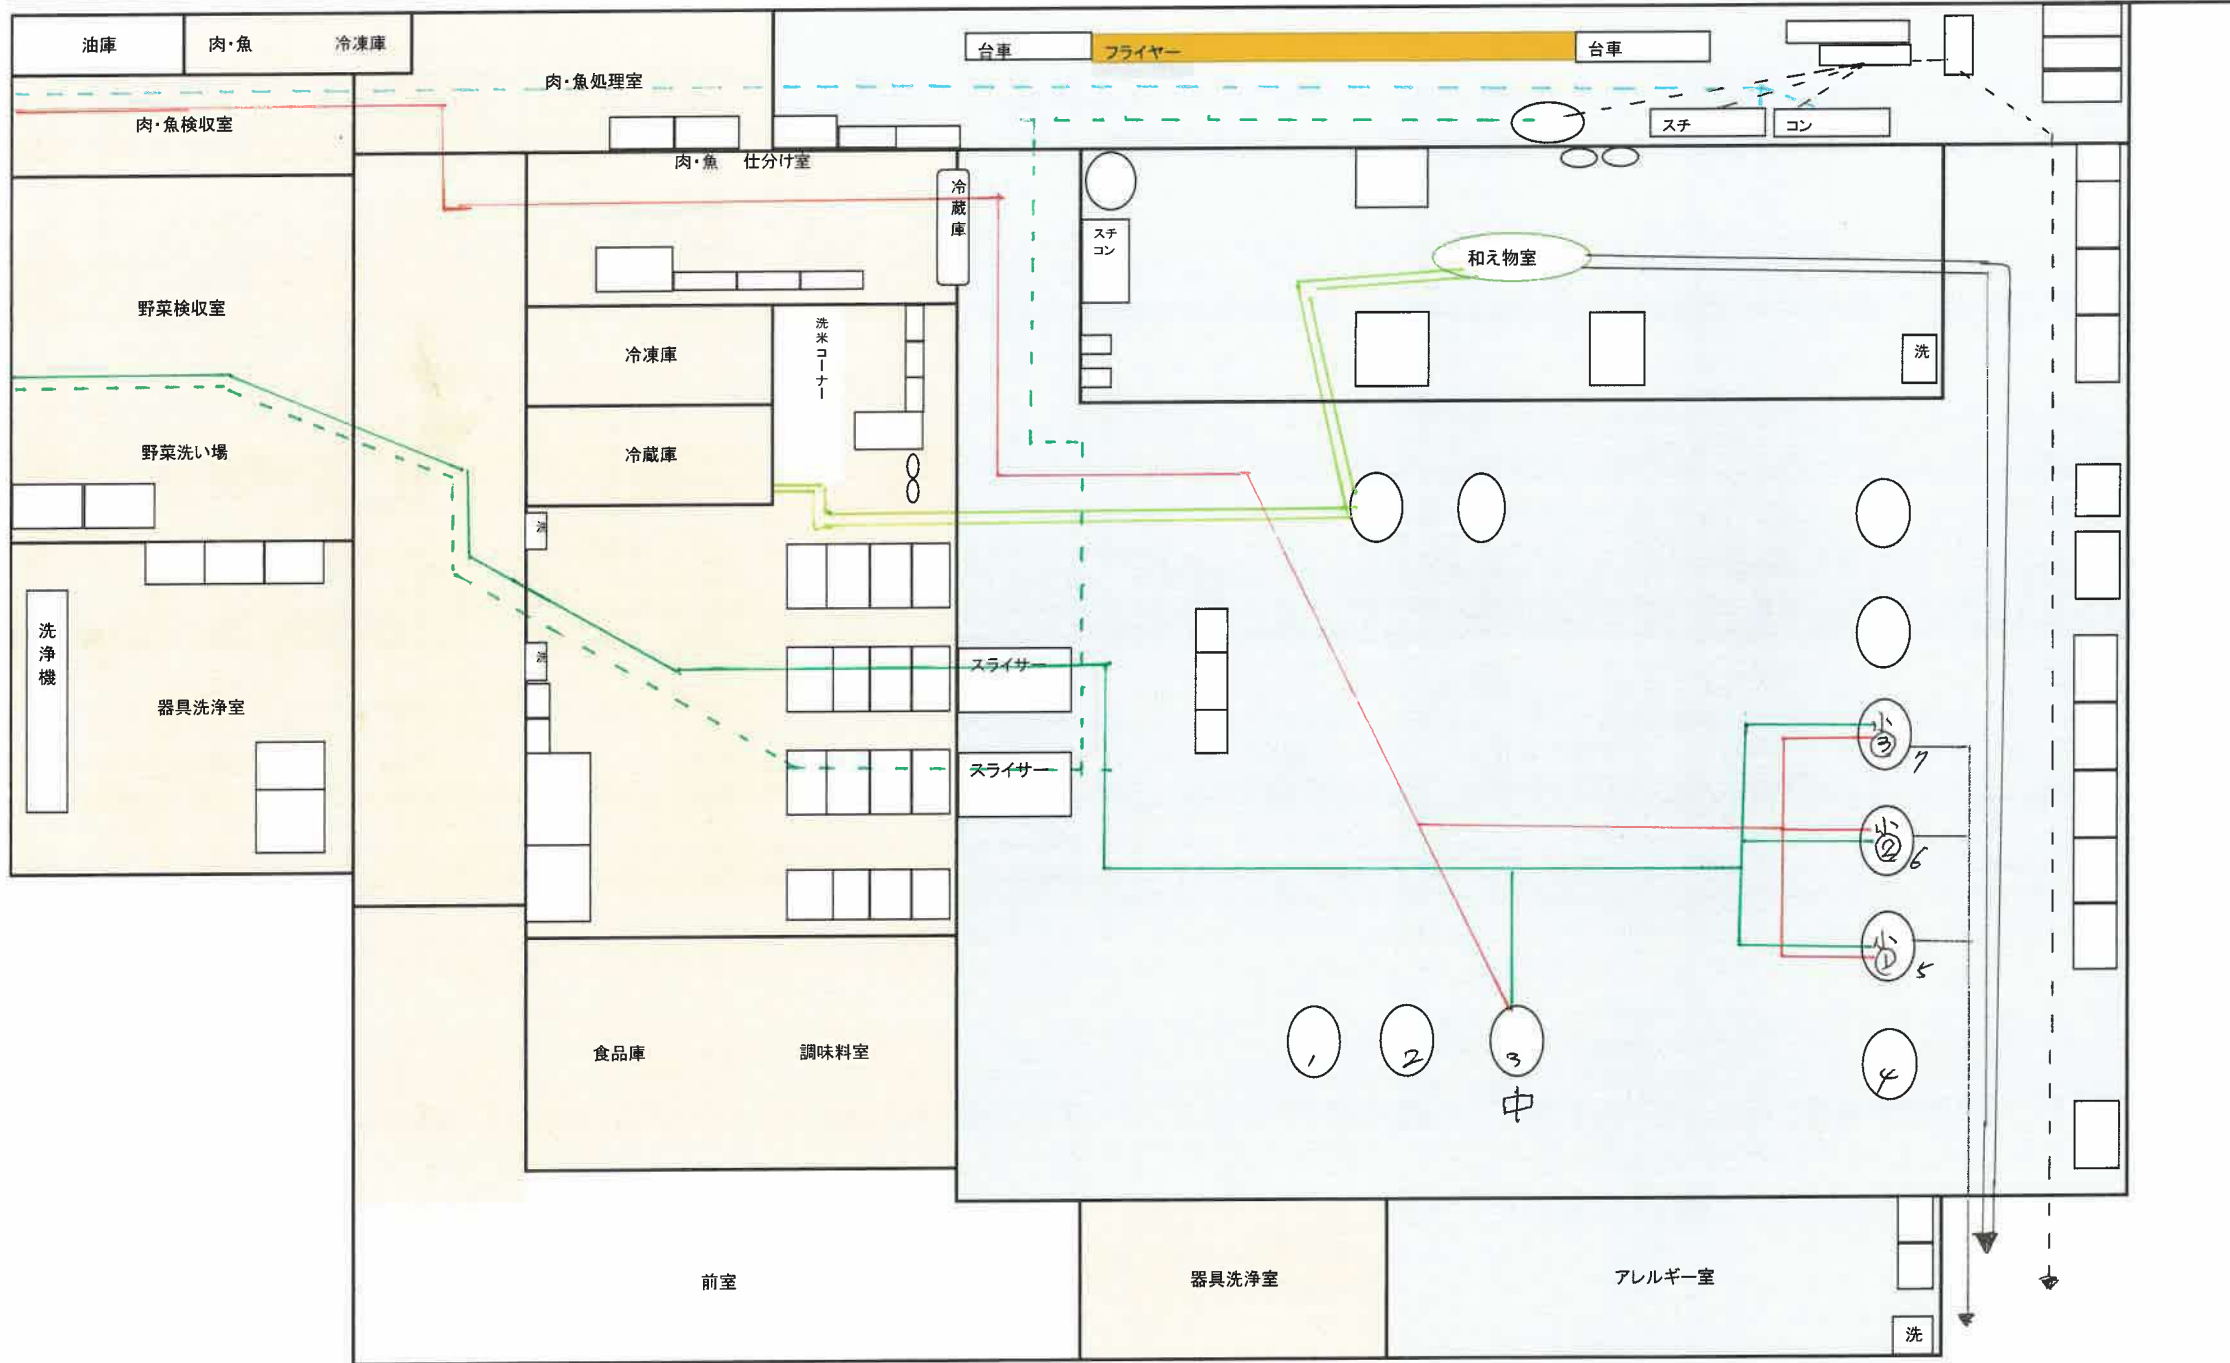 油庫
肉・魚 冷凍庫
肉・魚処理室
台車
フライヤー
台車
肉・魚検収室
スチ
コン
肉・魚 仕分け室
冷蔵庫
スチ
コン
和え物室
野菜検収室
冷凍庫
洗米コーナー
洗
野菜洗い場
冷蔵庫
洗
洗浄機
洗
スライサー
器具洗浄室
スライサー
小
③
7
小
②
6
小
①
5
食品庫
調味料室
1
2
3
中
4
前室
器具洗浄室
アレルギー室
洗